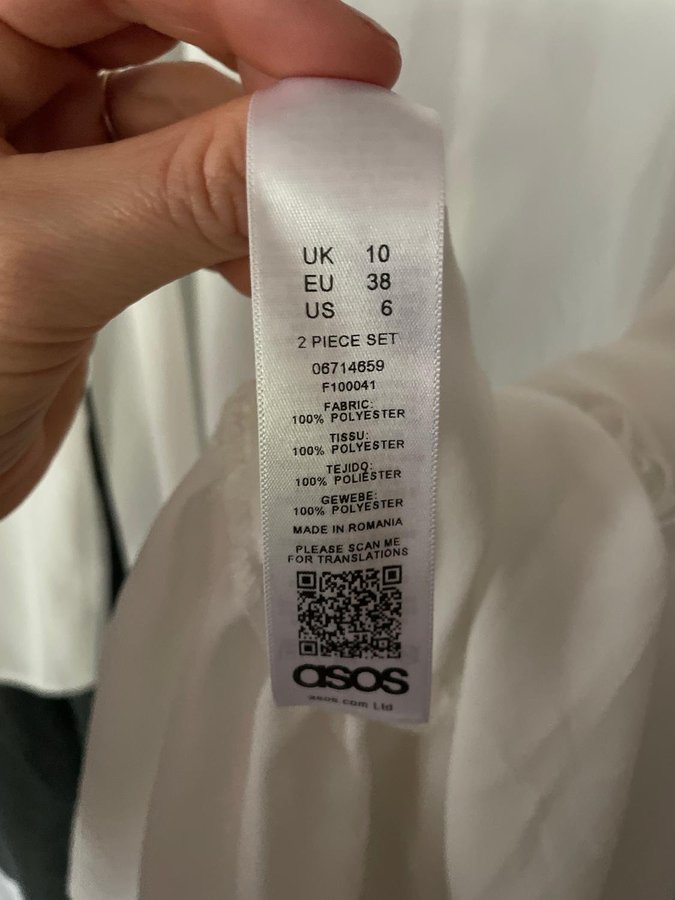 UK 10
EU 38
US 6
2 PIECE SET
06714659
F100041
FABRIC:
100% POLYESTER
TISSU:
100% POLYESTER
TEJIDO:
100% POLIÉSTER
GEWEBE:
100% POLYESTER
MADE IN ROMANIA
PLEASE SCAN ME
FOR TRANSLATIONS
asos
asos.com Ltd